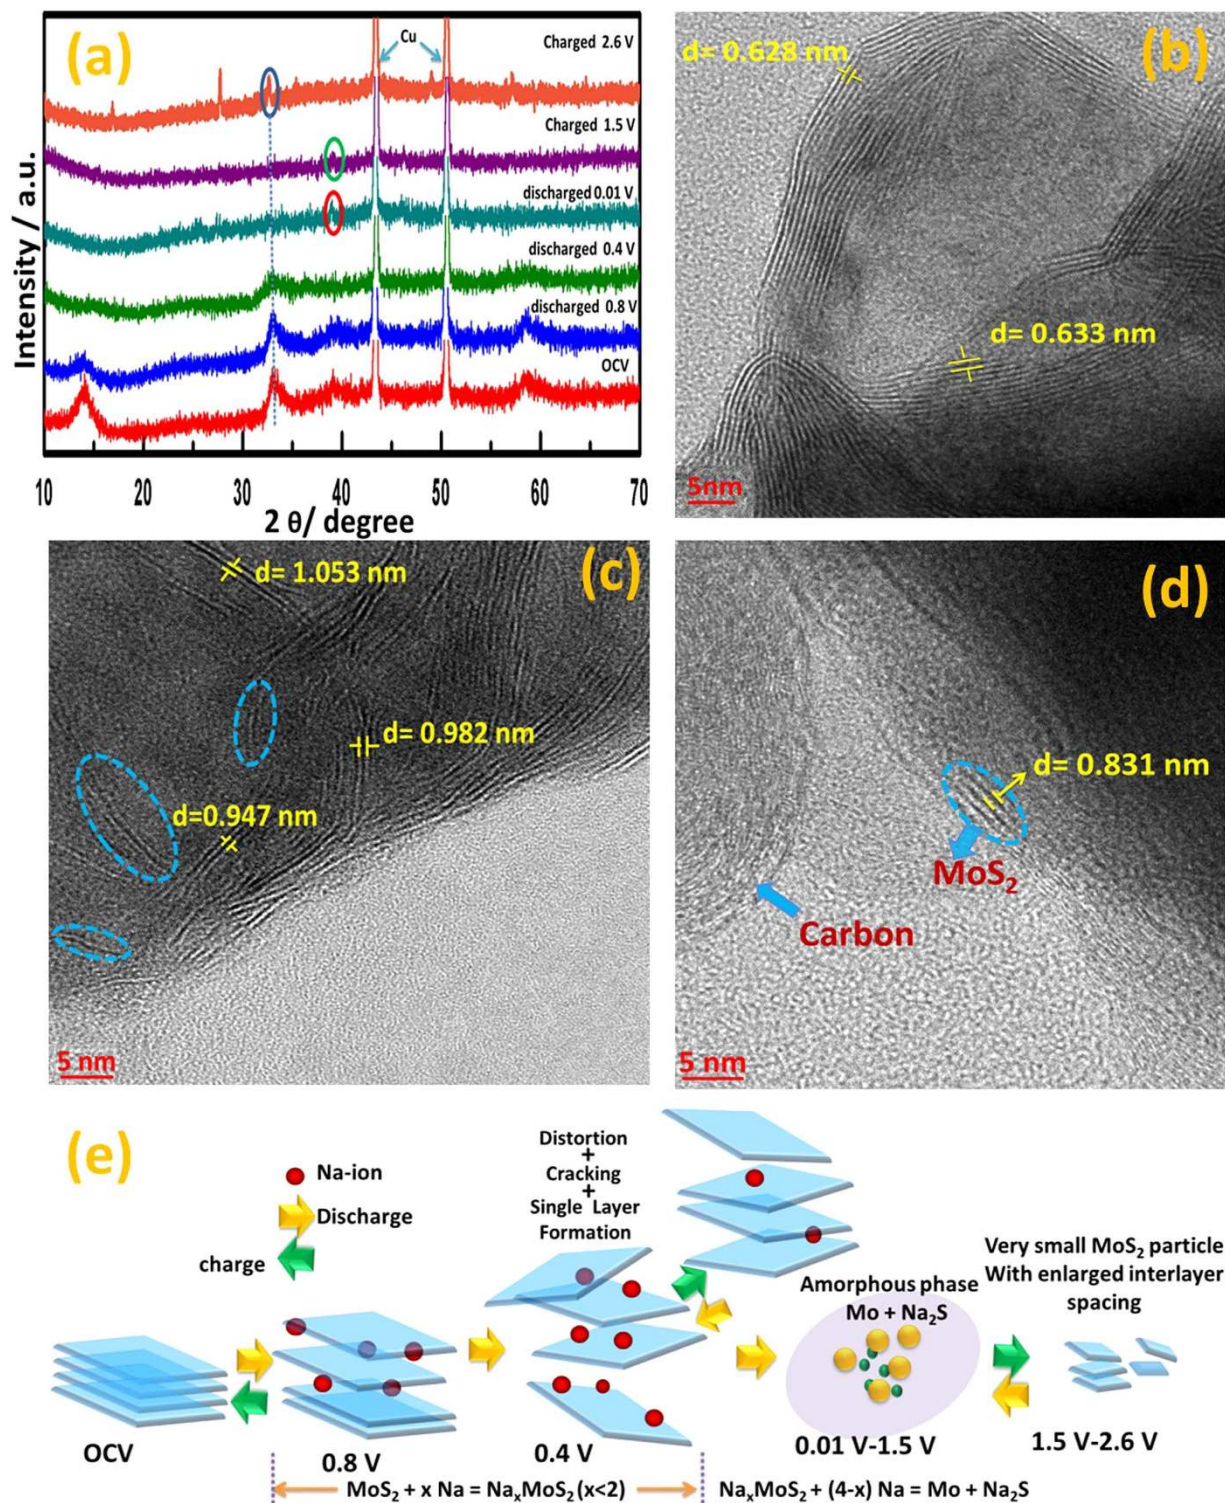 (a)
Cu
Charged 2.6 V
Charged 1.5 V
discharged 0.01 V
discharged 0.4 V
discharged 0.8 V
OCV
Intensity / a.u.
10 20 30 40 50 60 70
2 θ/ degree
(b)
d= 0.628 nm
d= 0.633 nm
5nm
(c)
d= 1.053 nm
d= 0.982 nm
d=0.947 nm
5 nm
(d)
d= 0.831 nm
MoS₂
Carbon
5 nm
(e)
Na-ion
Discharge
charge
Distortion
+
Cracking
+
Single Layer
Formation
Amorphous phase
Mo + Na₂S
Very small MoS₂ particle
With enlarged interlayer
spacing
OCV
0.8 V
0.4 V
0.01 V-1.5 V
1.5 V-2.6 V
MoS₂ + x Na = NaₓMoS₂ (x<2)
NaₓMoS₂ + (4-x) Na = Mo + Na₂S